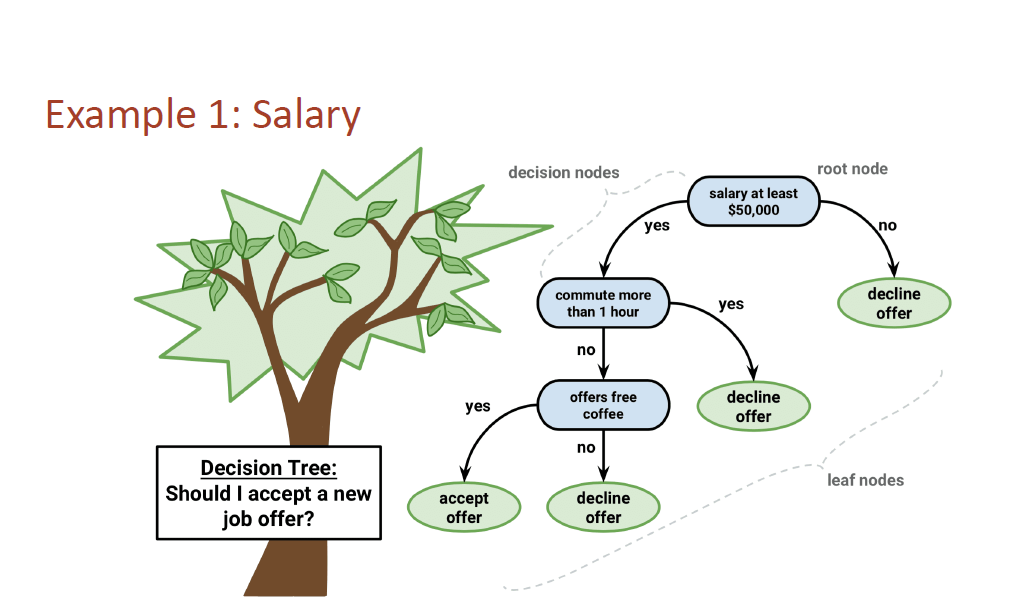 Example 1: Salary
decision nodes
root node
salary at least
$50,000
yes
no
commute more
than 1 hour
decline
offer
yes
no
offers free
coffee
decline
offer
yes
no
accept
offer
decline
offer
leaf nodes
Decision Tree:
Should I accept a new
job offer?